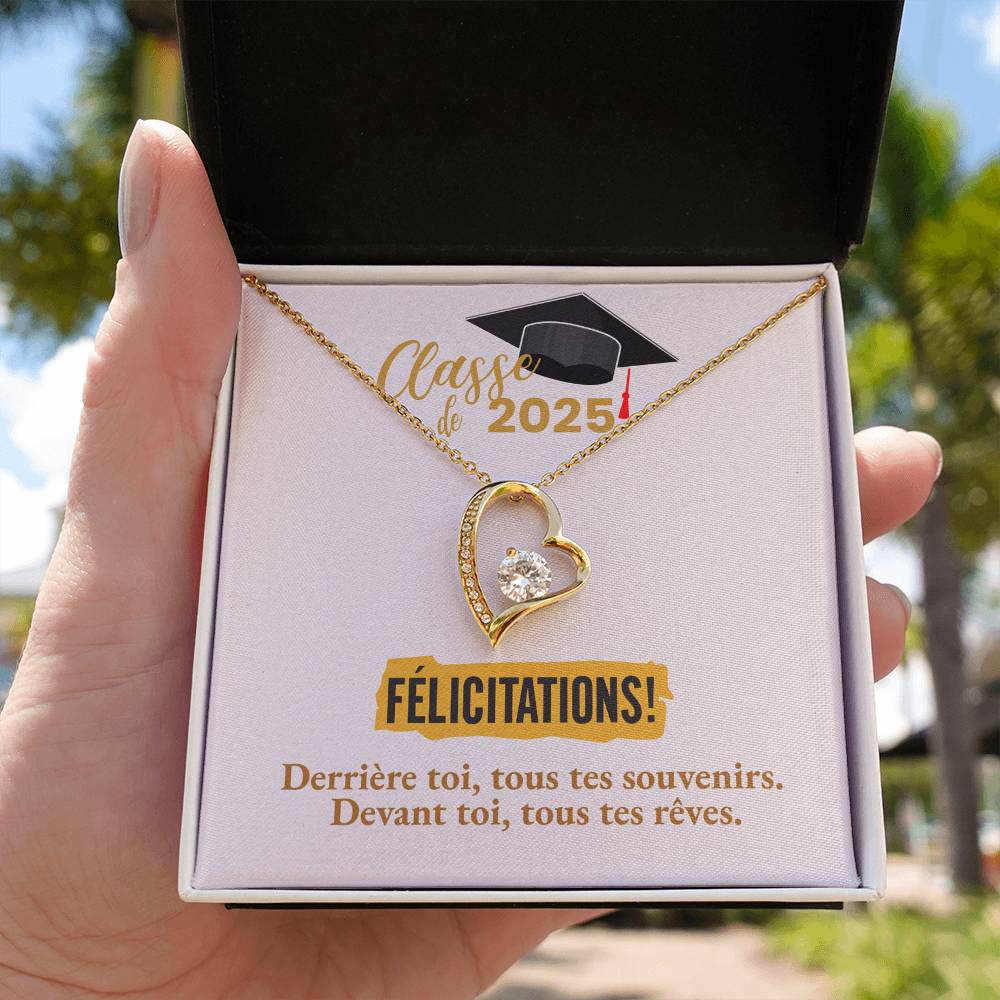 Classe
de 2025
FÉLICITATIONS!
Derrière toi, tous tes souvenirs.
Devant toi, tous tes rêves.